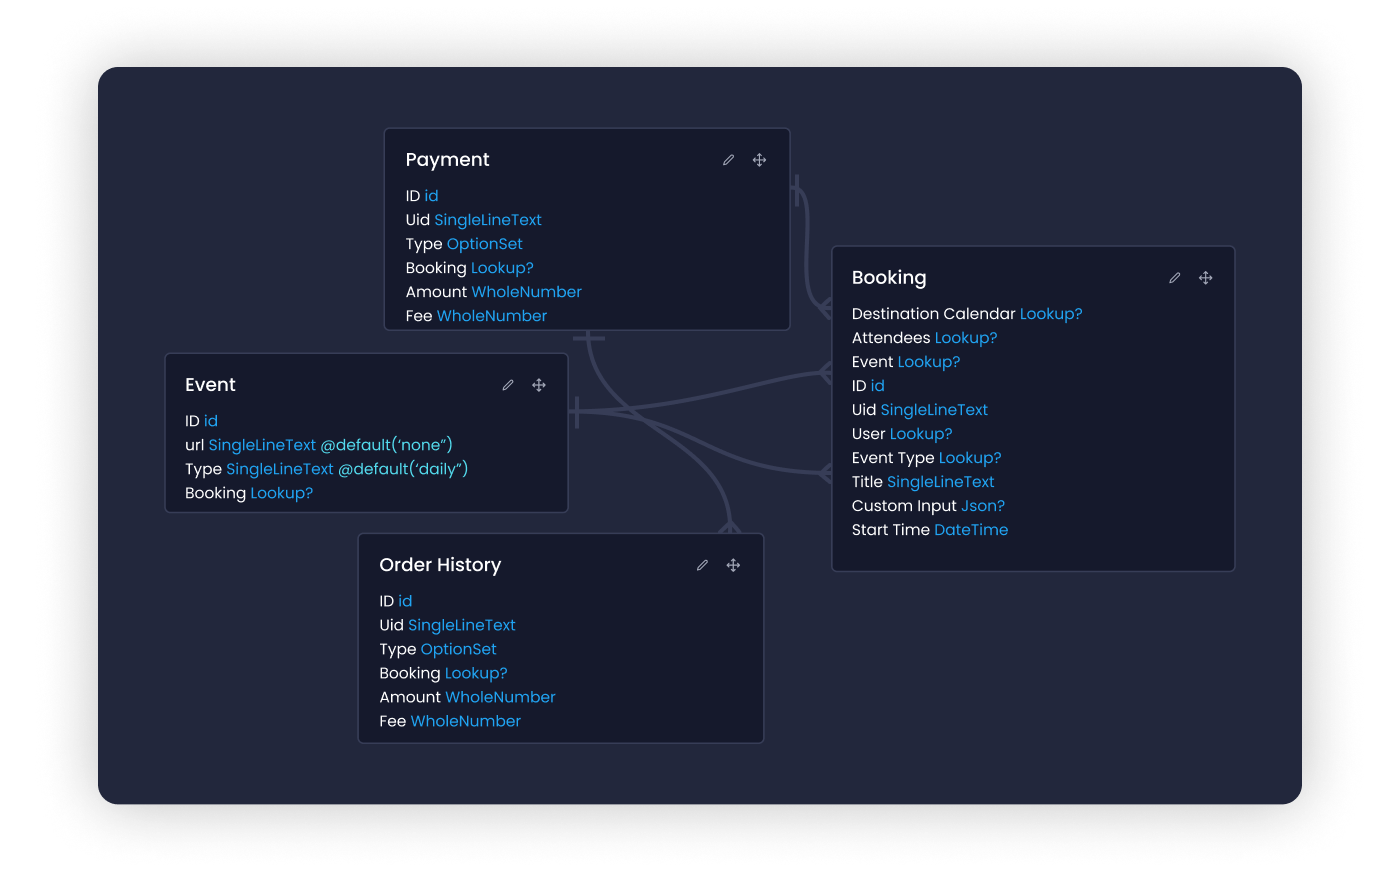 Payment
ID id
Uid SingleLineText
Type OptionSet
Booking Lookup?
Amount WholeNumber
Fee WholeNumber
Event
ID id
url SingleLineText @default(‘none”)
Type SingleLineText @default(‘daily”)
Booking Lookup?
Order History
ID id
Uid SingleLineText
Type OptionSet
Booking Lookup?
Amount WholeNumber
Fee WholeNumber
Booking
Destination Calendar Lookup?
Attendees Lookup?
Event Lookup?
ID id
Uid SingleLineText
User Lookup?
Event Type Lookup?
Title SingleLineText
Custom Input Json?
Start Time DateTime